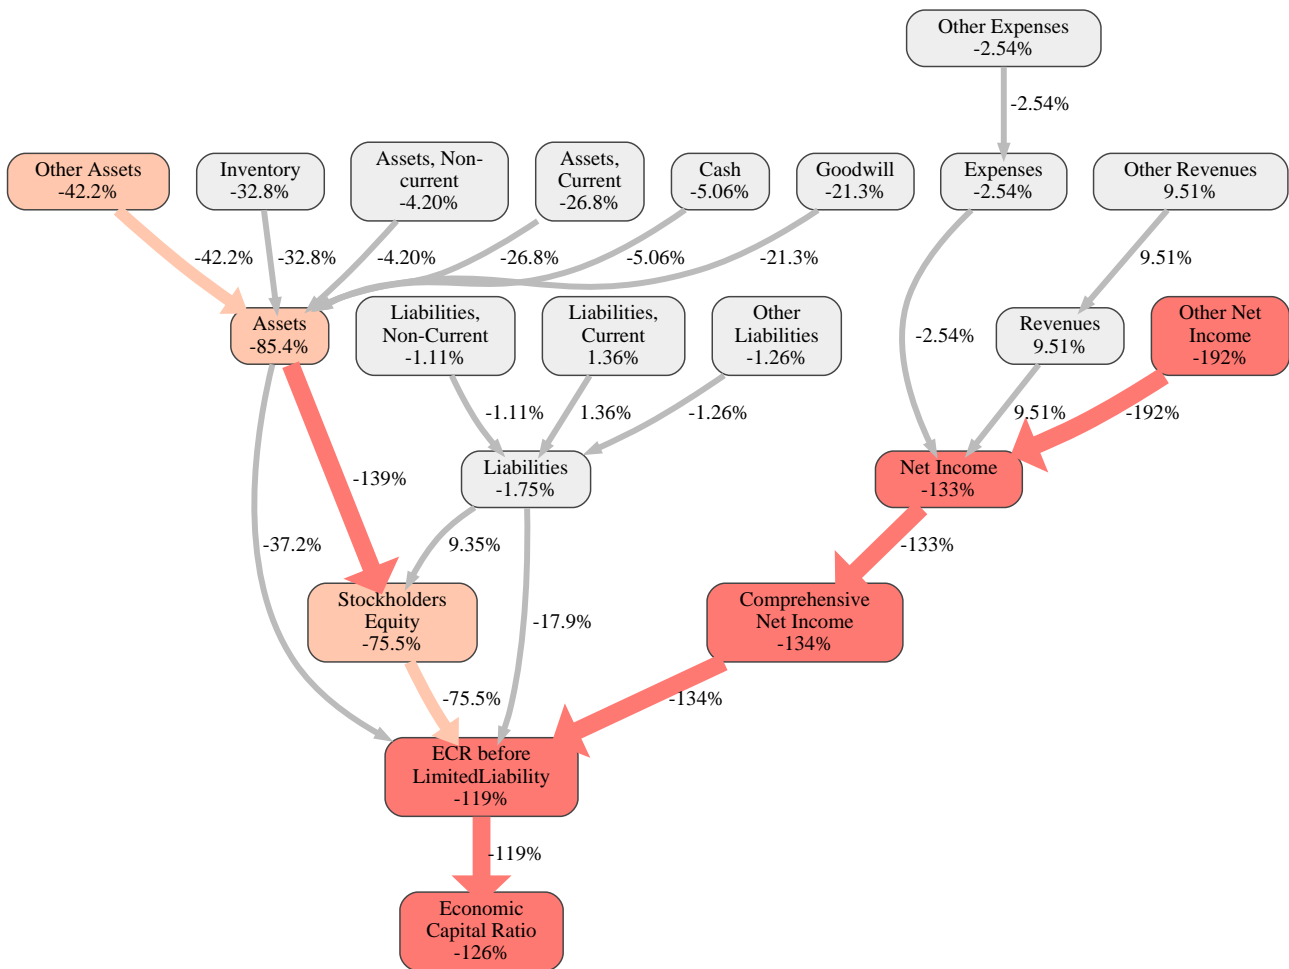 Other Expenses
-2.54%
-2.54%
Other Assets
-42.2%
Inventory
-32.8%
Assets, Non-
current
-4.20%
Assets,
Current
-26.8%
Cash
-5.06%
Goodwill
-21.3%
Expenses
-2.54%
Other Revenues
9.51%
-42.2%
-32.8%
-4.20%
-26.8%
-5.06%
-21.3%
9.51%
Assets
-85.4%
Liabilities,
Non-Current
-1.11%
Liabilities,
Current
1.36%
Other
Liabilities
-1.26%
-2.54%
Revenues
9.51%
Other Net
Income
-192%
-1.11%
1.36%
-1.26%
9.51%
-192%
-139%
Liabilities
-1.75%
Net Income
-133%
-37.2%
9.35%
-133%
Stockholders
Equity
-75.5%
-17.9%
Comprehensive
Net Income
-134%
-75.5%
-134%
ECR before
LimitedLiability
-119%
-119%
Economic
Capital Ratio
-126%